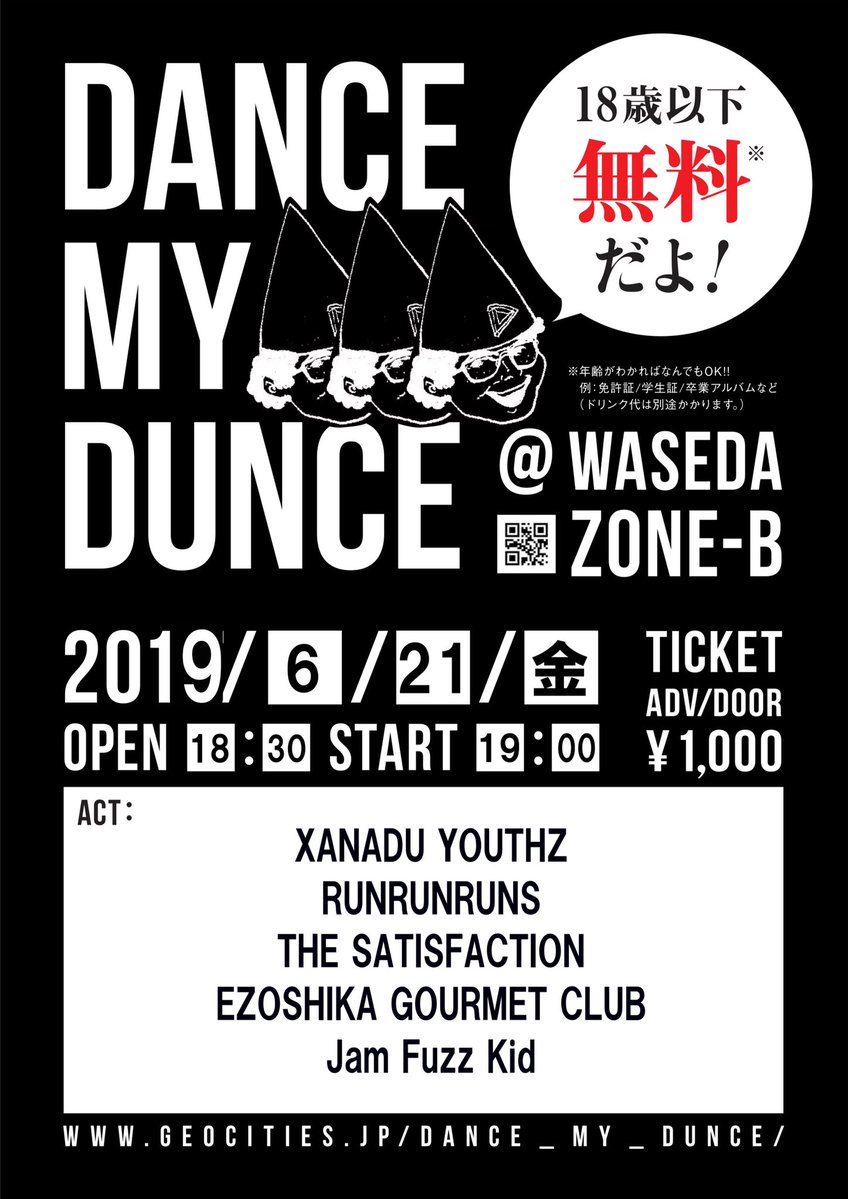 DANCE
MY
DUNCE
18歳以下
無料※
だよ!
※年齢がわかればなんでもOK!!
例:免許証/学生証/卒業アルバムなど
(ドリンク代は別途かかります。)
@ WASEDA
ZONE-B
2019/6/21/金
OPEN 18:30 START 19:00
TICKET
ADV/DOOR
¥1,000
ACT:
XANADU YOUTHZ
RUNRUNRUNS
THE SATISFACTION
EZOSHIKA GOURMET CLUB
Jam Fuzz Kid
WWW.GEOCITIES.JP/DANCE_MY_DUNCE/